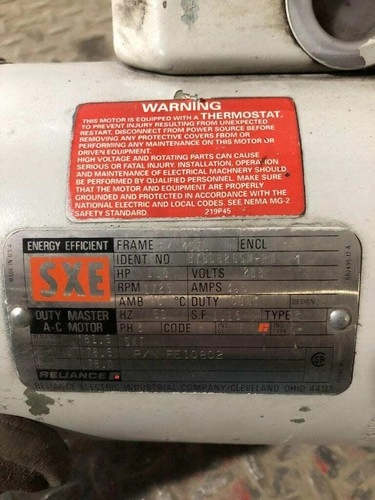 WARNING
THIS MOTOR IS EQUIPPED WITH A THERMOSTAT.
TO PREVENT INJURY RESULTING FROM UNEXPECTED
RESTART, DISCONNECT FROM POWER SOURCE BEFORE
REMOVING ANY PROTECTIVE COVERS FROM OR
PERFORMING ANY MAINTENANCE ON THIS MOTOR OR
DRIVEN EQUIPMENT.
HIGH VOLTAGE AND ROTATING PARTS CAN CAUSE
SERIOUS OR FATAL INJURY. INSTALLATION, OPERATION
AND MAINTENANCE OF ELECTRICAL MACHINERY SHOULD
BE PERFORMED BY QUALIFIED PERSONNEL. MAKE SURE
THAT THE MOTOR AND EQUIPMENT ARE PROPERLY
GROUNDED AND PROTECTED IN ACCORDANCE WITH THE
NATIONAL ELECTRIC AND LOCAL CODES. SEE NEMA MG-2
SAFETY STANDARD. 219P45
ENERGY EFFICIENT FRAME ENCL
SXE IDENT NO.
HP VOLTS
RPM AMPS
AMB °C DUTY
DUTY MASTER HZ S.F. TYPE
A-C MOTOR PH CODE
P/N FE10802
RELIANCE
RELIANCE ELECTRIC INDUSTRIAL COMPANY/CLEVELAND, OHIO